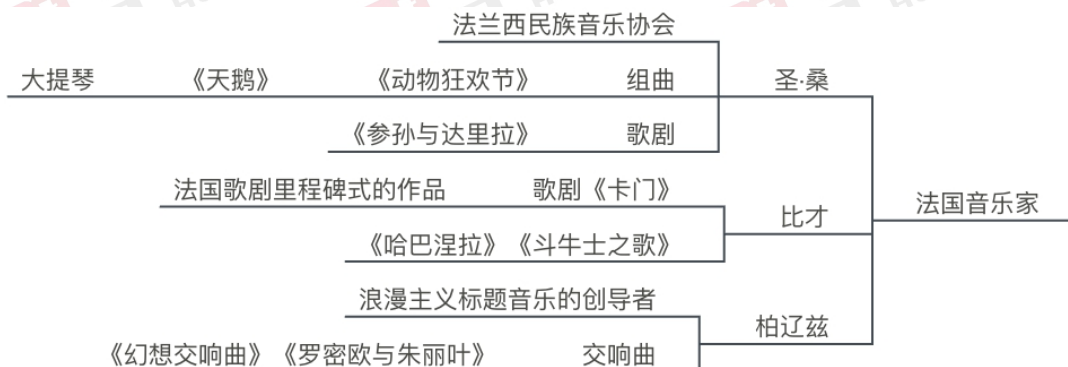 法兰西民族音乐协会
大提琴 《天鹅》 《动物狂欢节》 组曲 圣·桑
《参孙与达里拉》 歌剧
法国歌剧里程碑式的作品 歌剧《卡门》
法国音乐家
比才
《哈巴涅拉》《斗牛士之歌》
浪漫主义标题音乐的创导者
柏辽兹
《幻想交响曲》《罗密欧与朱丽叶》 交响曲